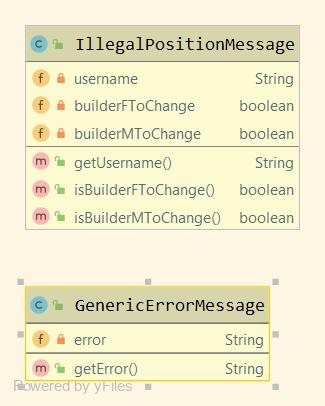 C IllegalPositionMessage
f username String
f builderFToChange boolean
f builderMToChange boolean
m getUsername() String
m isBuilderFToChange() boolean
m isBuilderMToChange() boolean
C GenericErrorMessage
f error String
m getError() String
Powered by yFiles